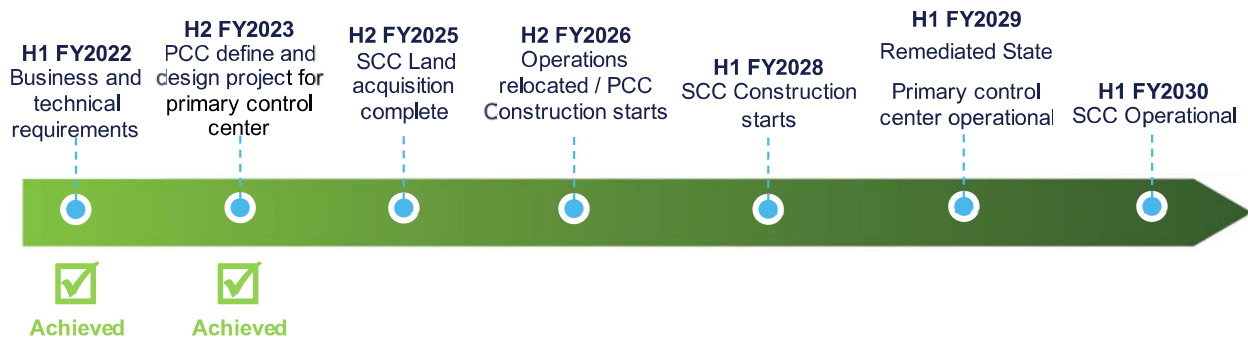 H1 FY2022
Business and
technical
requirements
H2 FY2023
PCC define and
design project for
primary control
center
H2 FY2025
SCC Land
acquisition
complete
H2 FY2026
Operations
relocated / PCC
Construction starts
H1 FY2028
SCC Construction
starts
H1 FY2029
Remediated State
Primary control
center operational
H1 FY2030
SCC Operational
Achieved
Achieved